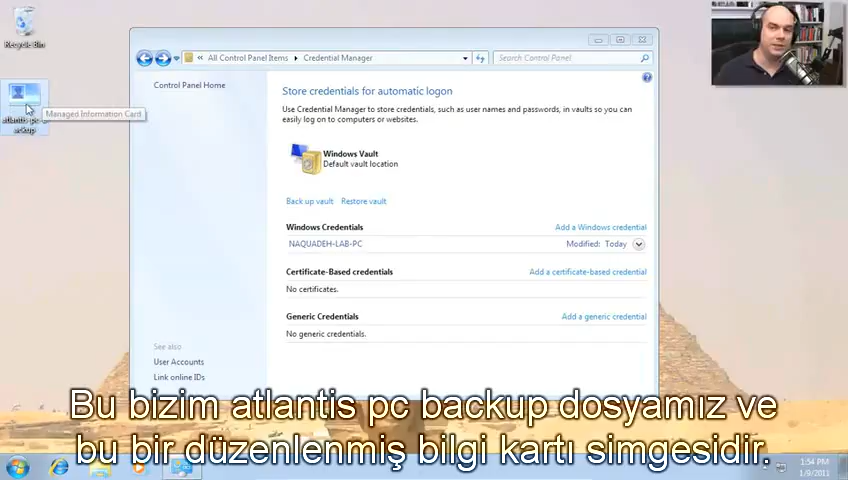 Recycle Bin
atlantis pc b
ackup
Managed Information Card
All Control Panel Items
Credential Manager
Search Control Panel
Control Panel Home
Store credentials for automatic logon
Use Credential Manager to store credentials, such as user names and passwords, in vaults so you can
easily log on to computers or websites.
Windows Vault
Default vault location
Back up vault
Restore vault
Windows Credentials
Add a Windows credential
NAQUADEH-LAB-PC
Modified: Today
Certificate-Based credentials
Add a certificate-based credential
No certificates.
Generic Credentials
Add a generic credential
No generic credentials.
See also
User Accounts
Link online IDs
Bu bizim atlantis pc backup dosyamız ve
bu bir düzenlenmiş bilgi kartı simgesidir.
1:54 PM
1/9/2011